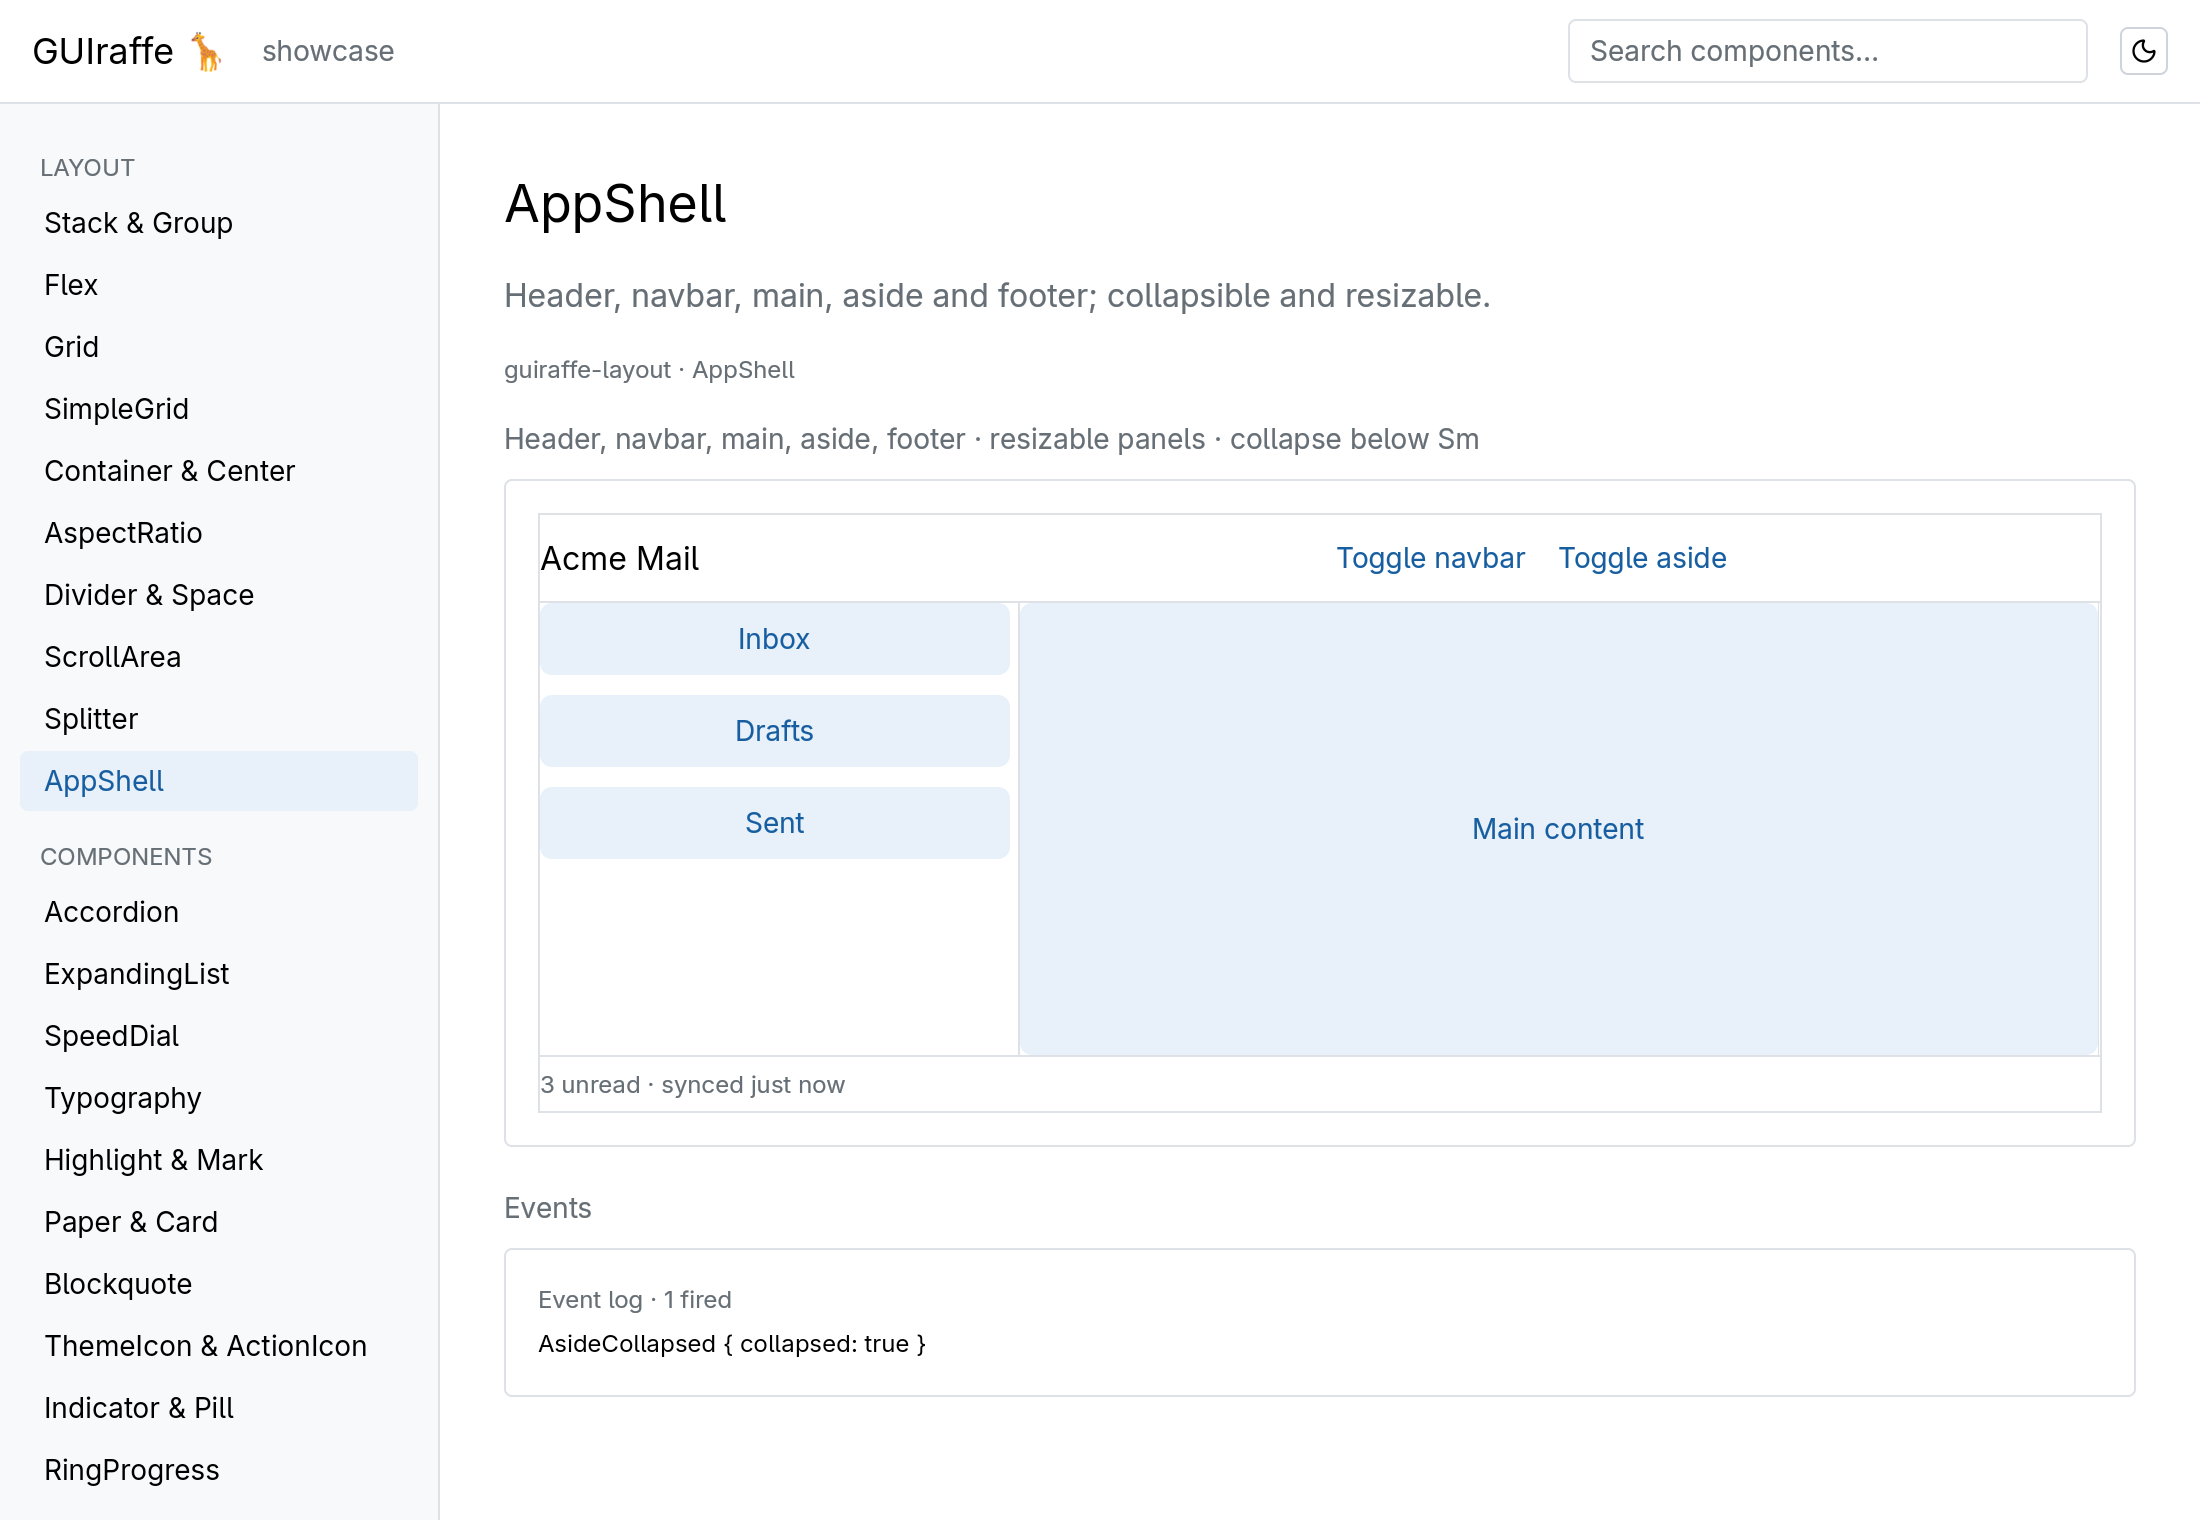 GUIraffe 🦒 showcase Search components...
LAYOUT
Stack & Group
Flex
Grid
SimpleGrid
Container & Center
AspectRatio
Divider & Space
ScrollArea
Splitter
AppShell
COMPONENTS
Accordion
ExpandingList
SpeedDial
Typography
Highlight & Mark
Paper & Card
Blockquote
ThemeIcon & ActionIcon
Indicator & Pill
RingProgress
AppShell
Header, navbar, main, aside and footer; collapsible and resizable.
guiraffe-layout · AppShell
Header, navbar, main, aside, footer · resizable panels · collapse below Sm
Acme Mail Toggle navbar Toggle aside
Inbox
Drafts
Sent
Main content
3 unread · synced just now
Events
Event log · 1 fired
AsideCollapsed { collapsed: true }